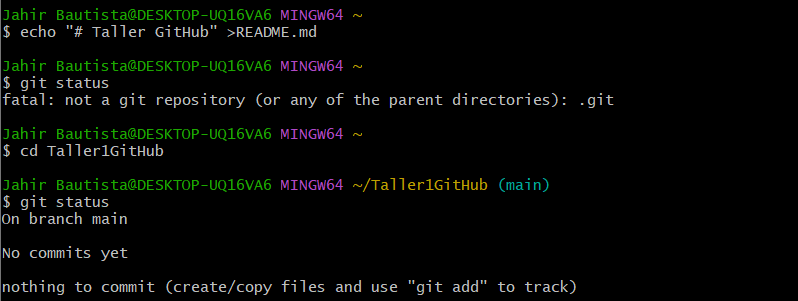 Jahir Bautista@DESKTOP-UQ16VA6 MINGW64 ~
$ echo "# Taller GitHub" >README.md
Jahir Bautista@DESKTOP-UQ16VA6 MINGW64 ~
$ git status
fatal: not a git repository (or any of the parent directories): .git
Jahir Bautista@DESKTOP-UQ16VA6 MINGW64 ~
$ cd Taller1GitHub
Jahir Bautista@DESKTOP-UQ16VA6 MINGW64 ~/Taller1GitHub (main)
$ git status
On branch main
No commits yet
nothing to commit (create/copy files and use "git add" to track)